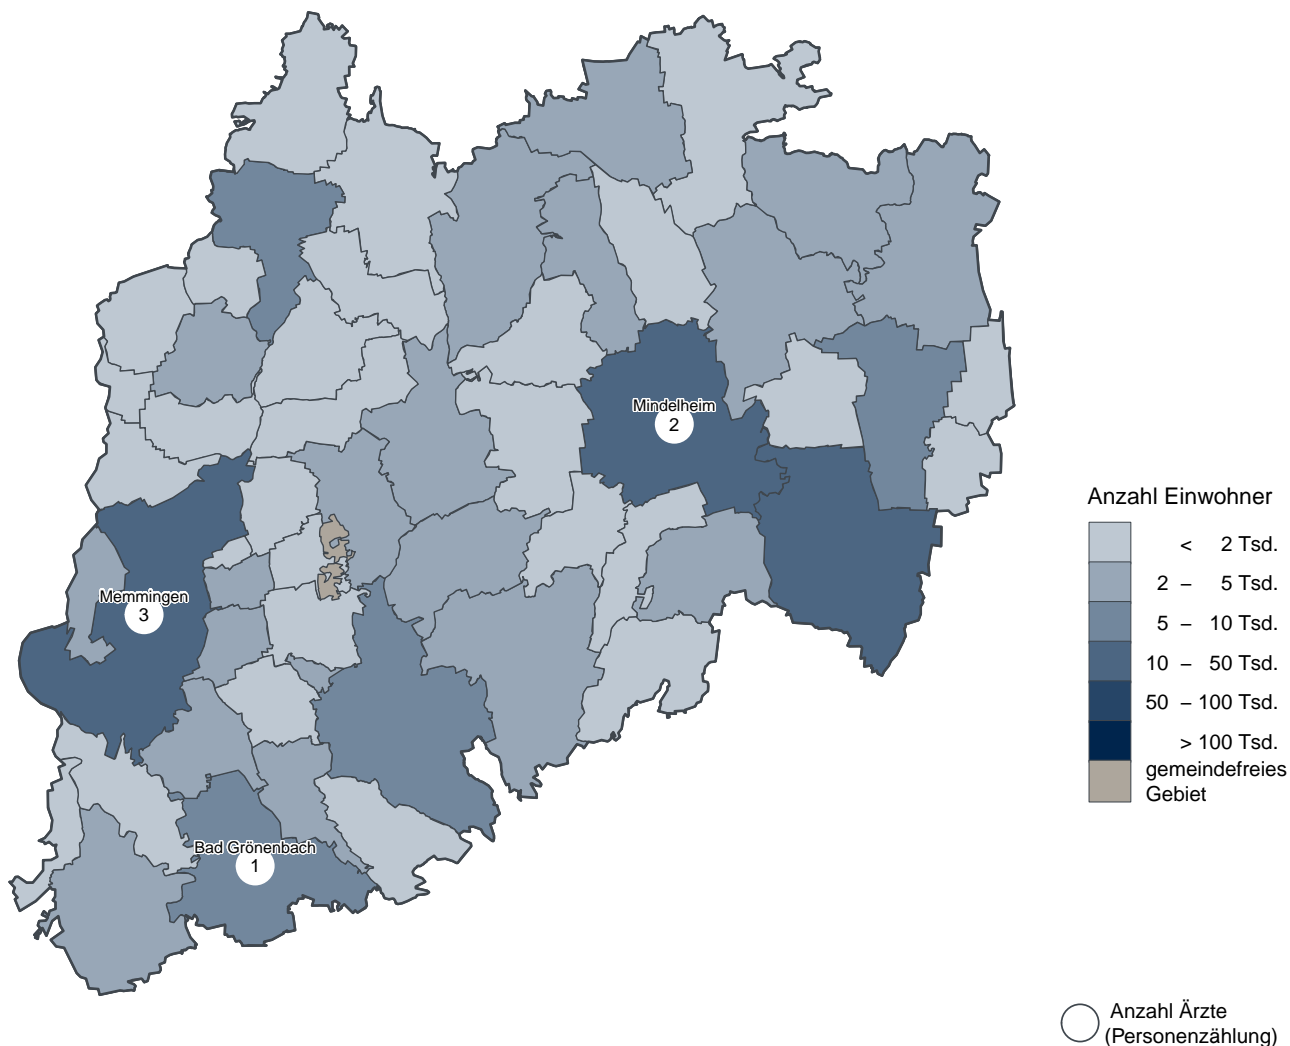 Mindelheim
2
Memmingen
3
Bad Grönenbach
1
Anzahl Einwohner
< 2 Tsd.
2 – 5 Tsd.
5 – 10 Tsd.
10 – 50 Tsd.
50 – 100 Tsd.
> 100 Tsd.
gemeindefreies
Gebiet
Anzahl Ärzte
(Personenzählung)